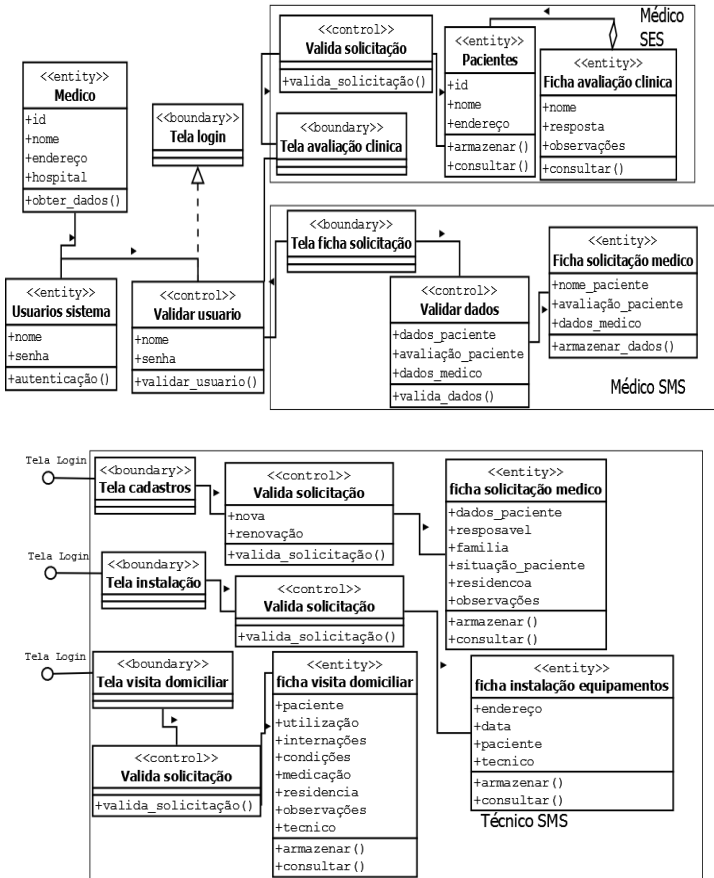 Médico
SES
<<control>>
Valida solicitação
+valida_solicitação()
<<entity>>
Pacientes
+id
+nome
+endereço
+armazenar()
+consultar()
<<entity>>
Ficha avaliação clinica
+nome
+resposta
+observações
+consultar()
<<entity>>
Medico
+id
+nome
+endereço
+hospital
+obter_dados()
<<boundary>>
Tela login
<<boundary>>
Tela avaliação clinica
<<boundary>>
Tela ficha solicitação
<<entity>>
Ficha solicitação medico
+nome_paciente
+avaliação_paciente
+dados_medico
+armazenar_dados()
<<entity>>
Usuarios sistema
+nome
+senha
+autenticação()
<<control>>
Validar usuario
+nome
+senha
+validar_usuario()
<<control>>
Validar dados
+dados_paciente
+avaliação_paciente
+dados_medico
+valida_dados()
Médico SMS
Tela Login
<<boundary>>
Tela cadastros
<<control>>
Valida solicitação
+nova
+renovação
+valida_solicitação()
<<entity>>
ficha solicitação medico
+dados_paciente
+resposavel
+familia
+situação_paciente
+residencoa
+observações
+armazenar()
+consultar()
Tela Login
<<boundary>>
Tela instalação
<<control>>
Valida solicitação
+valida_solicitação()
Tela Login
<<boundary>>
Tela visita domiciliar
<<entity>>
ficha visita domiciliar
+paciente
+utilização
+internações
+condições
+medicação
+residencia
+observações
+tecnico
+armazenar()
+consultar()
<<entity>>
ficha instalação equipamentos
+endereço
+data
+paciente
+tecnico
+armazenar()
+consultar()
<<control>>
Valida solicitação
+valida_solicitação()
Técnico SMS